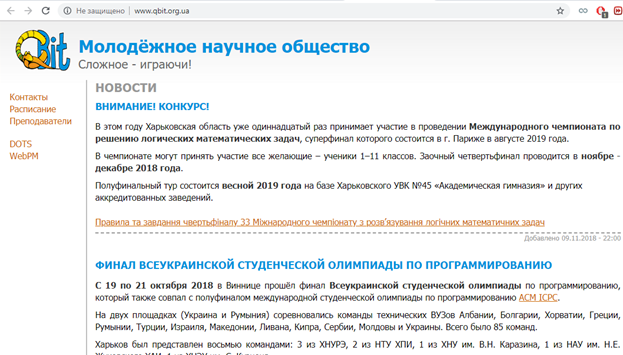 Не защищено | www.qbit.org.ua
Qbit
Молодёжное научное общество
Сложное - играючи!
Контакты
Расписание
Преподаватели
DOTS
WebPM
НОВОСТИ
ВНИМАНИЕ! КОНКУРС!
В этом году Харьковская область уже одиннадцатый раз принимает участие в проведении Международного чемпионата по
решению логических математических задач, суперфинал которого состоится в г. Париже в августе 2019 года.
В чемпионате могут принять участие все желающие – ученики 1–11 классов. Заочный четвертьфинал проводится в ноябре -
декабре 2018 года.
Полуфинальный тур состоится весной 2019 года на базе Харьковского УВК №45 «Академическая гимназия» и других
аккредитованных заведений.
Правила та завдання чвертьфіналу 33 Міжнародного чемпіонату з розв'язування логічних математичних задач
Добавлено 09.11.2018 - 22:00
ФИНАЛ ВСЕУКРАИНСКОЙ СТУДЕНЧЕСКОЙ ОЛИМПИАДЫ ПО ПРОГРАММИРОВАНИЮ
С 19 по 21 октября 2018 в Виннице прошёл финал Всеукраинской студенческой олимпиады по программированию,
который также совпал с полуфиналом международной студенческой олимпиады по программированию ACM ICPC.
На двух площадках (Украина и Румыния) соревновались команды технических ВУЗов Албании, Болгарии, Хорватии, Греции,
Румынии, Турции, Израиля, Македонии, Ливана, Кипра, Сербии, Молдовы и Украины. Всего было 85 команд.
Харьков был представлен восемью командами: 3 из ХНУРЭ, 2 из НТУ ХПИ, 1 из ХНУ им. В.Н. Каразина, 1 из НАУ им. Н.Е.